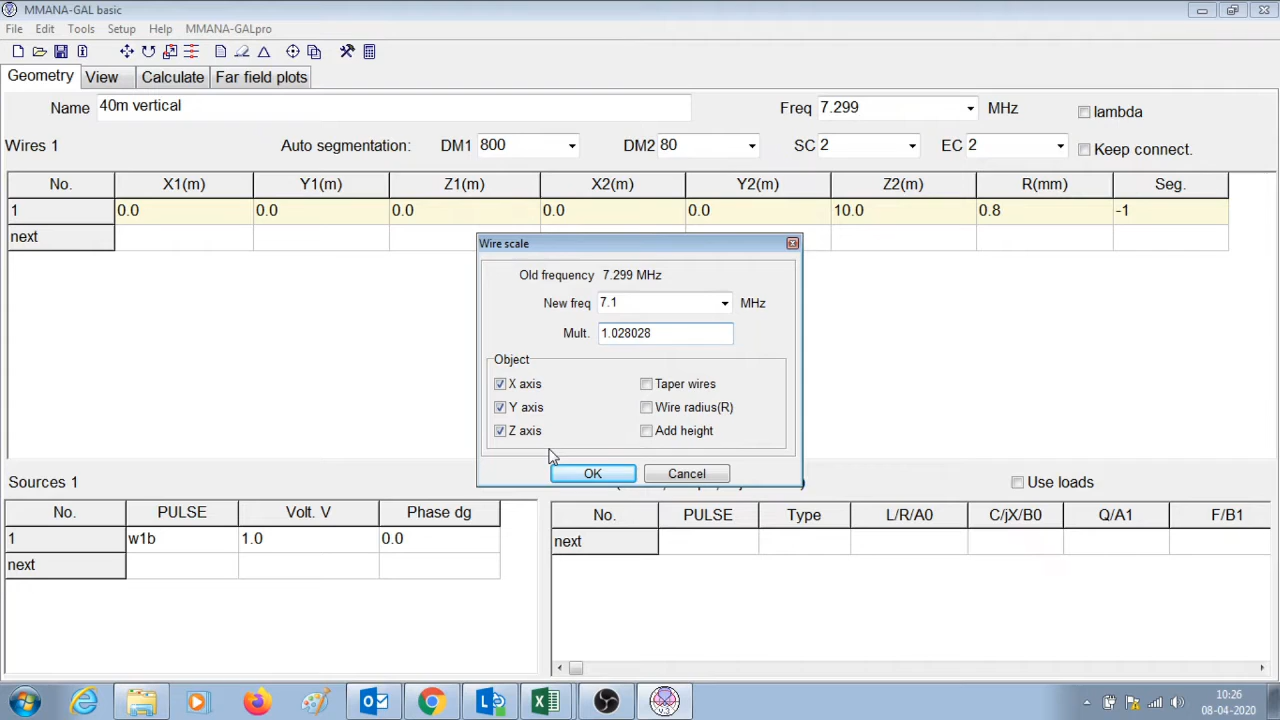 MMANA-GAL basic
File Edit Tools Setup Help MMANA-GALpro
Geometry View Calculate Far field plots
Name 40m vertical Freq 7.299 MHz lambda
Wires 1 Auto segmentation: DM1 800 DM2 80 SC 2 EC 2 Keep connect.
No. X1(m) Y1(m) Z1(m) X2(m) Y2(m) Z2(m) R(mm) Seg.
1 0.0 0.0 0.0 0.0 0.0 10.0 0.8 -1
next
Wire scale
Old frequency 7.299 MHz
New freq 7.1 MHz
Mult. 1.028028
Object
X axis Taper wires
Y axis Wire radius(R)
Z axis Add height
OK Cancel
Sources 1 Use loads
No. PULSE Volt. V Phase dg
1 w1b 1.0 0.0
next
No. PULSE Type L/R/A0 C/jX/B0 Q/A1 F/B1
next
10:26
08-04-2020